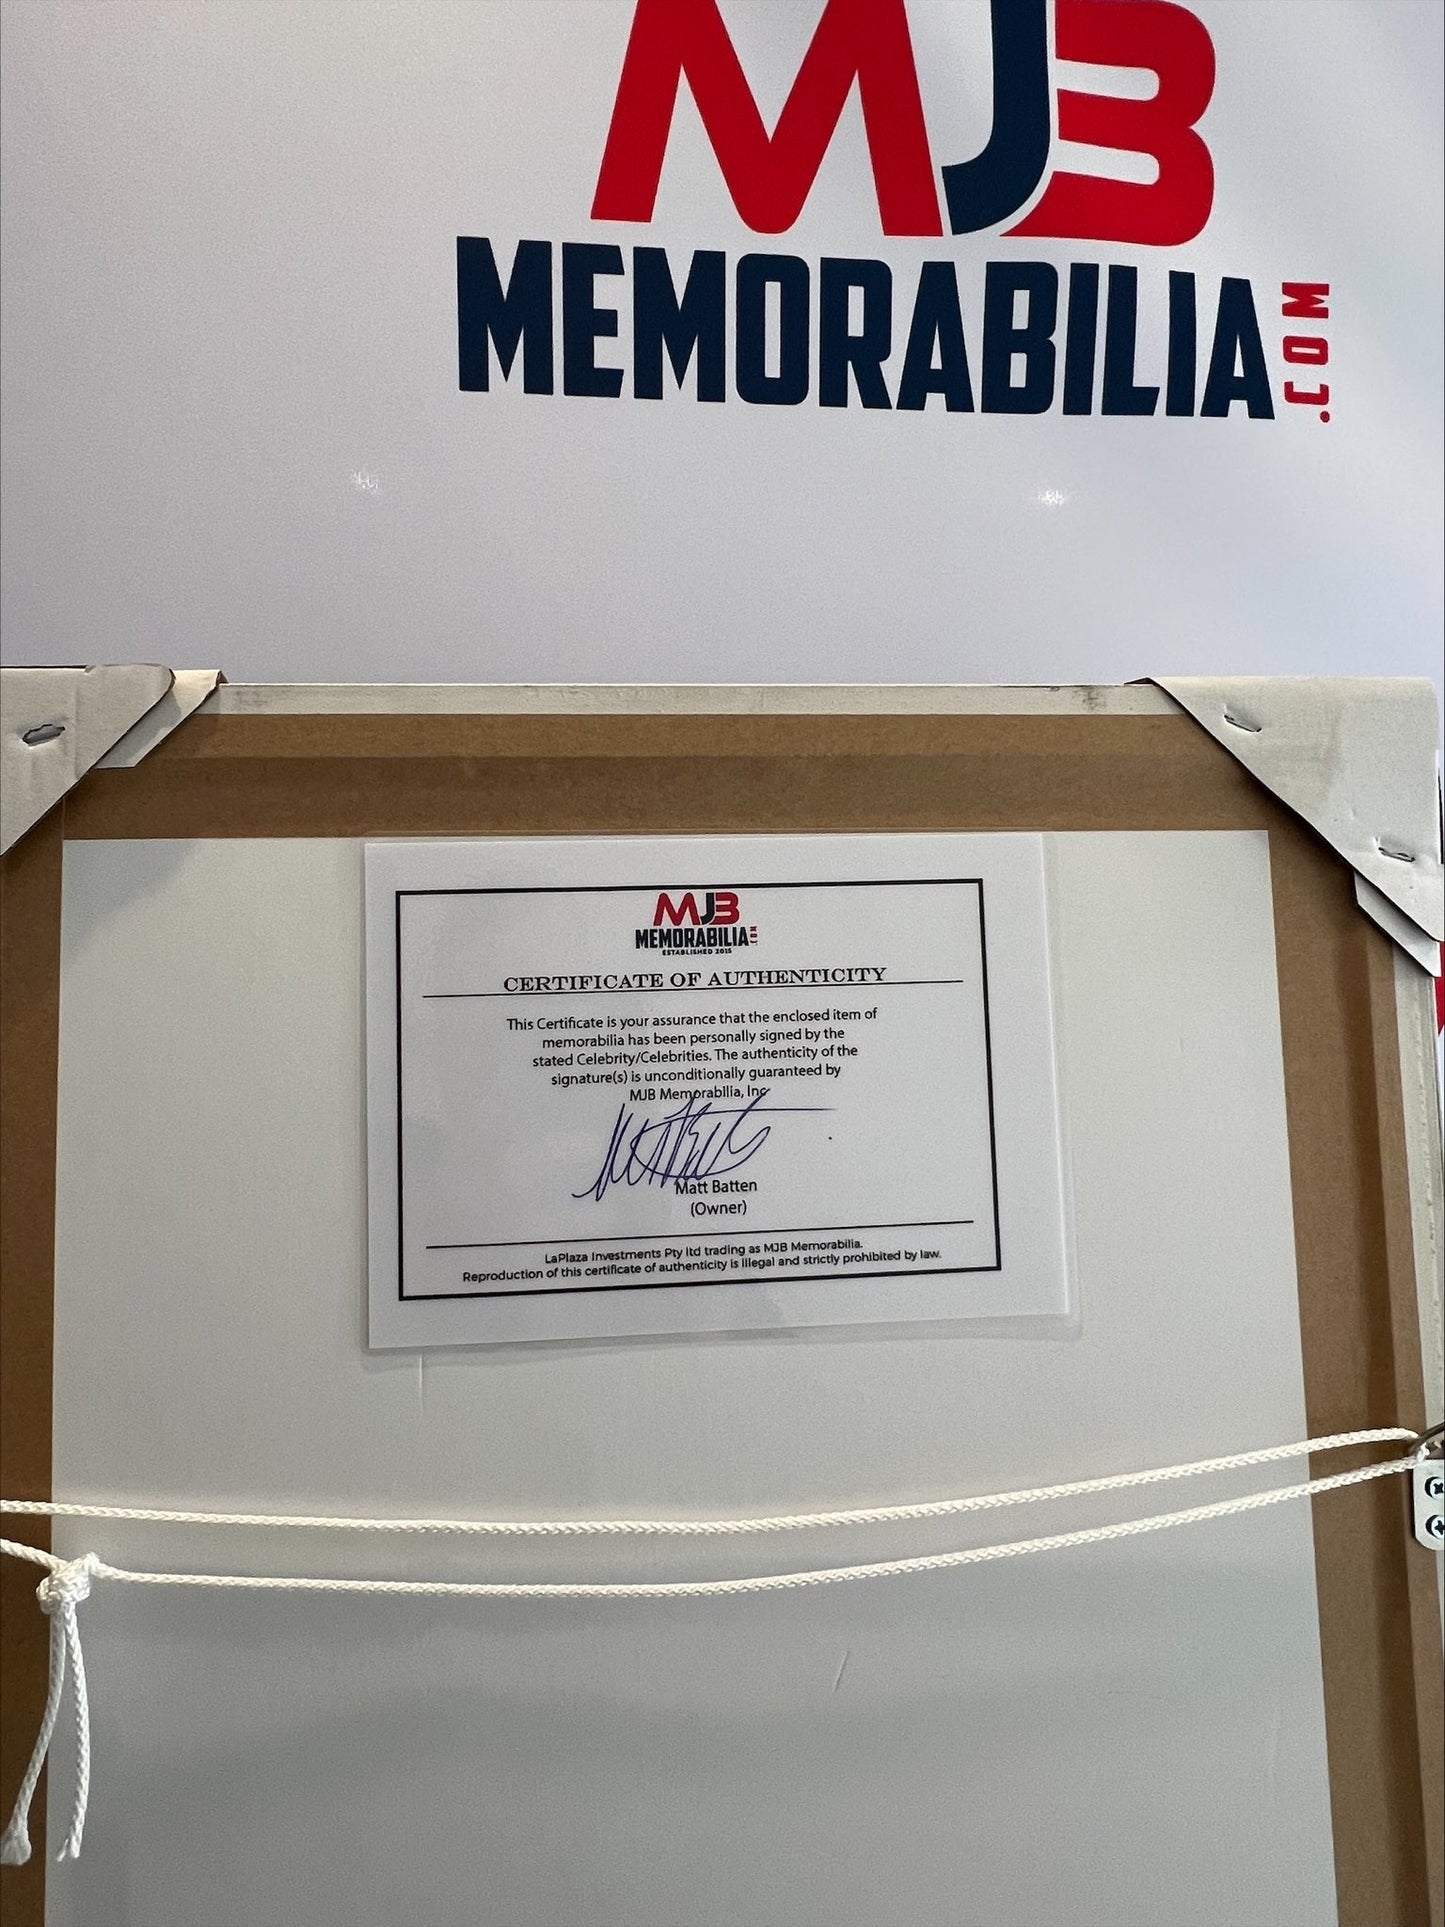 MJB
MEMORABILIA.COM
MJB
MEMORABILIA.COM
ESTABLISHED 2015
CERTIFICATE OF AUTHENTICITY
This Certificate is your assurance that the enclosed item of
memorabilia has been personally signed by the
stated Celebrity/Celebrities. The authenticity of the
signature(s) is unconditionally guaranteed by
MJB Memorabilia, Inc
Matt Batten
(Owner)
LaPlaza Investments Pty ltd trading as MJB Memorabilia.
Reproduction of this certificate of authenticity is illegal and strictly prohibited by law.